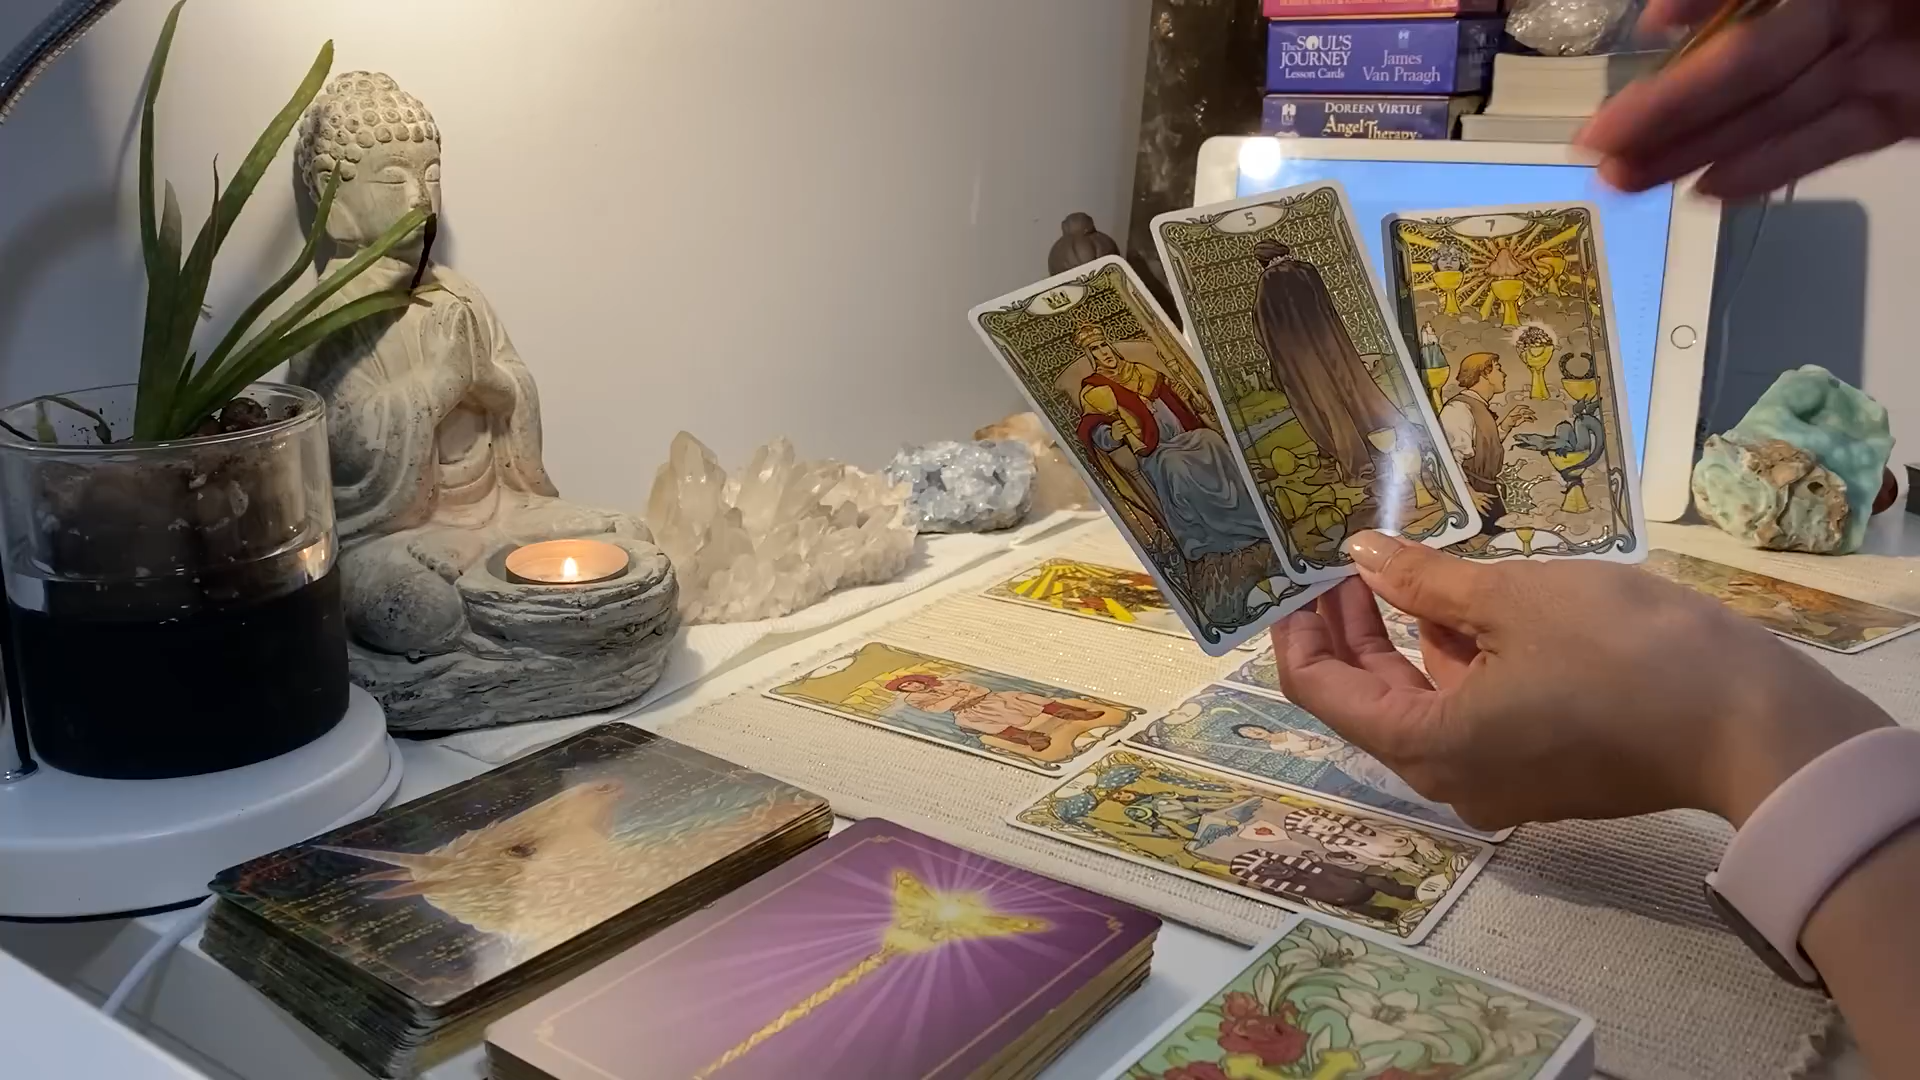 The SOUL'S
JOURNEY
Lesson Cards
James
Van Praagh
DOREEN VIRTUE
Angel Therapy
5
7